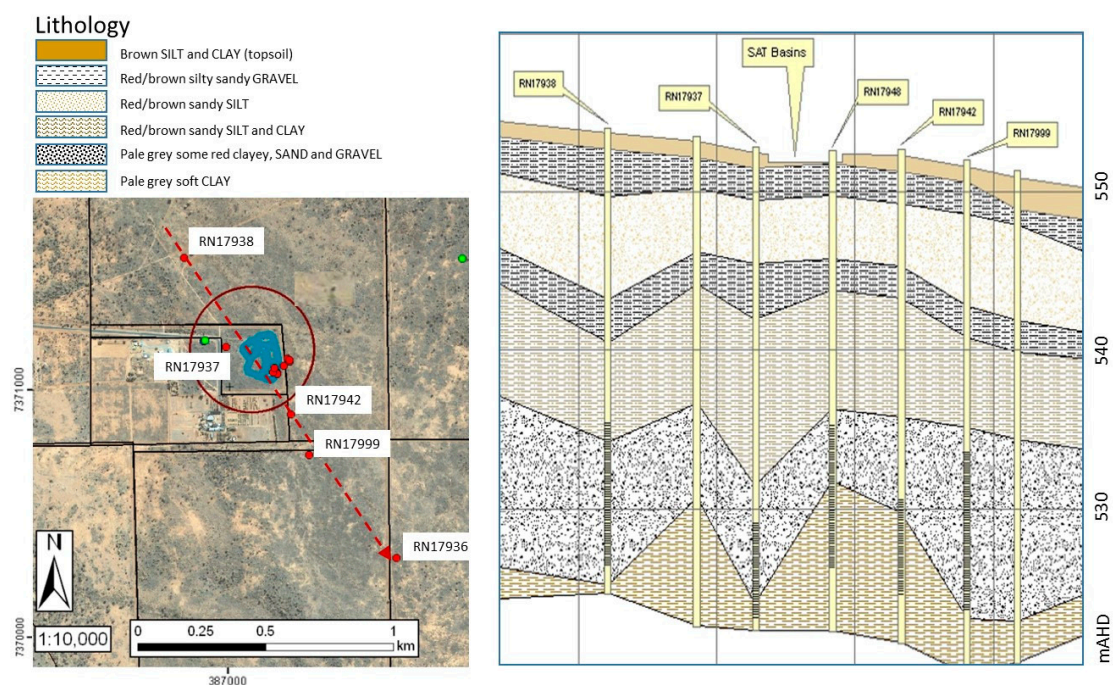 Lithology
Brown SILT and CLAY (topsoil)
Red/brown silty sandy GRAVEL
Red/brown sandy SILT
Red/brown sandy SILT and CLAY
Pale grey some red clayey, SAND and GRAVEL
Pale grey soft CLAY
RN17938
RN17937
RN17942
RN17999
RN17936
7371000
7370000
387000
N
1:10,000
0 0.25 0.5 1
km
SAT Basins
RN17938
RN17937
RN17948
RN17942
RN17999
550
540
530
mAHD